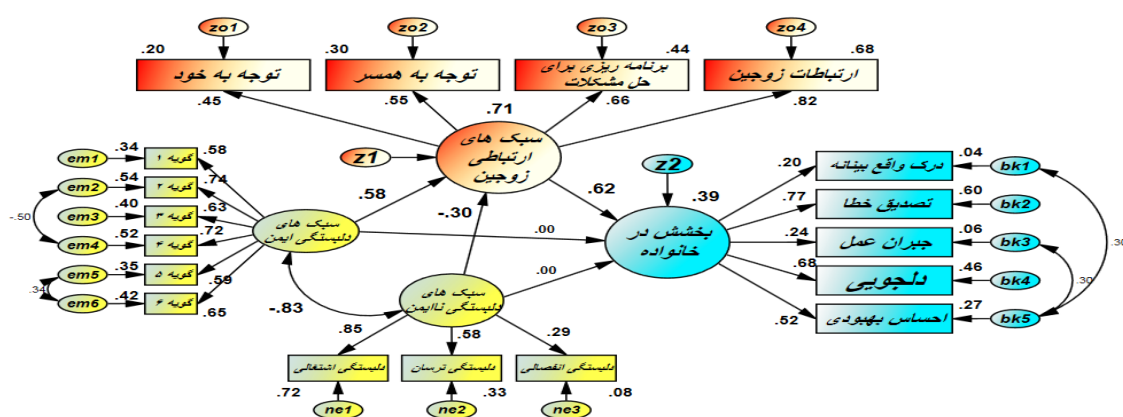 zo1 zo2 zo3 zo4
.20 .30 .44 .68
توجه به خود
توجه به همسر
برنامه ریزی برای
حل مشکلات
ارتباطات زوجین
.45 .55 .66 .82
.71
سبک های
ارتباطی
زوجین
z1
z2
em1 .34 گویه ۱ .58
em2 .54 گویه ۲ .74
em3 .40 گویه ۳ .63
em4 .52 گویه ۴ .72
em5 .35 گویه ۵ .59
em6 .42 گویه ۶ .65
-.50
.34
سبک های
دلبستگی ایمن
.58
-.30
.62
.00
.00
-.83
.39
بخشش در
خانواده
.20 درک واقع بینانه .04 bk1
.77 تصدیق خطا .60 bk2
.24 جبران عمل .06 bk3
.68 دلجویی .46 bk4
.52 احساس بهبودی .27 bk5
.30
.30
سبک های
دلبستگی ناایمن
.85 .58 .29
دلبستگی اشتغالی
دلبستگی ترسان
دلبستگی انفصالی
.72 .33 .08
ne1 ne2 ne3